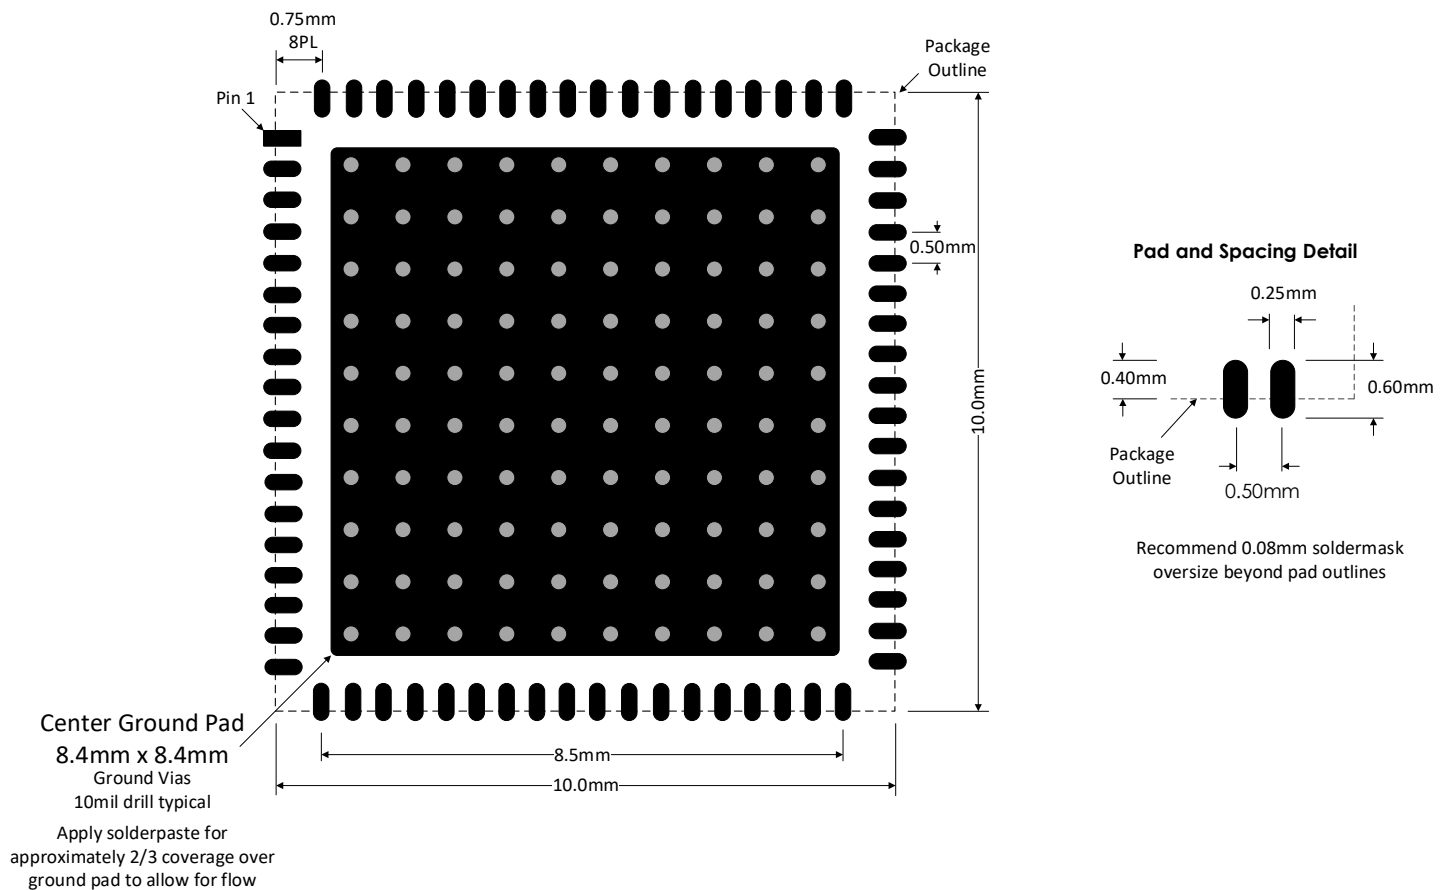 0.75mm
8PL
Package
Outline
Pin 1
0.50mm
10.0mm
Pad and Spacing Detail
0.25mm
0.40mm
0.60mm
Package
Outline
0.50mm
Recommend 0.08mm soldermask
oversize beyond pad outlines
Center Ground Pad
8.4mm x 8.4mm
Ground Vias
10mil drill typical
Apply solderpaste for
approximately 2/3 coverage over
ground pad to allow for flow
8.5mm
10.0mm